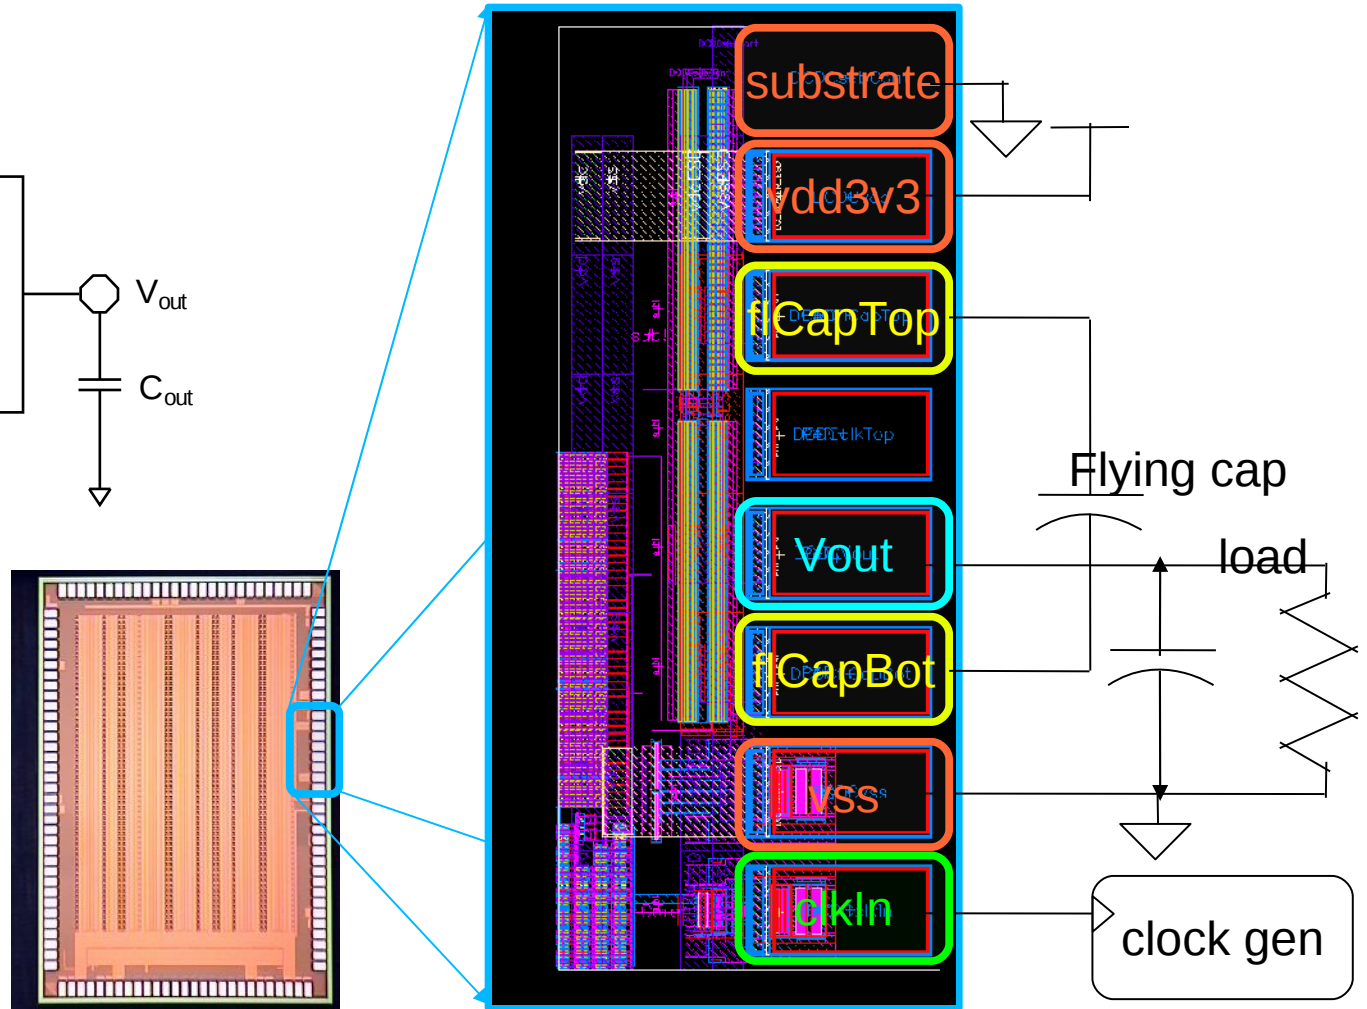 substrate
vdd3v3
flCapTop
Vout
Cout
Flying cap
Vout
load
flCapBot
vss
clkIn
clock gen